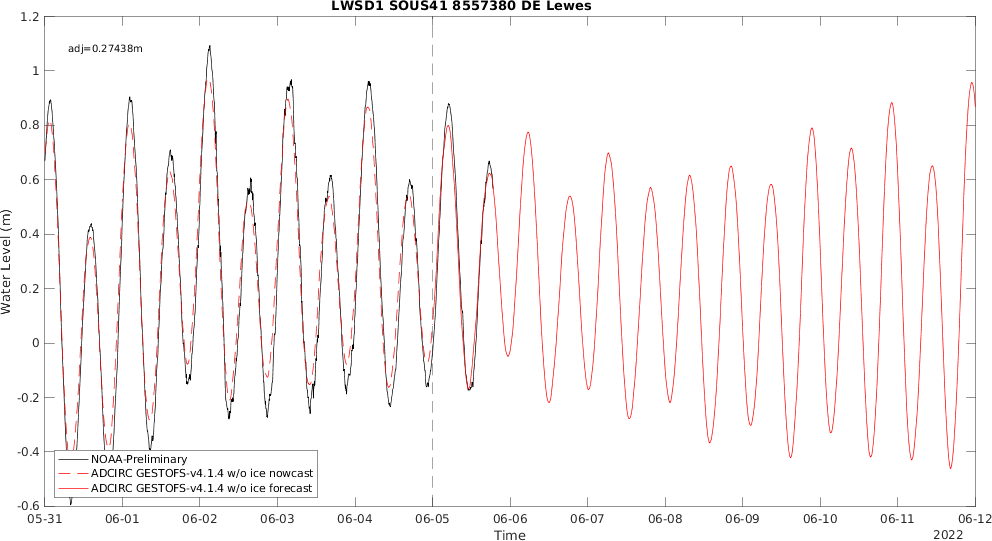 LWSD1 SOUS41 8557380 DE Lewes
adj=0.27438m
1.2
1
0.8
0.6
0.4
0.2
0
-0.2
-0.4
-0.6
Water Level (m)
NOAA-Preliminary
ADCIRC GESTOFS-v4.1.4 w/o ice nowcast
ADCIRC GESTOFS-v4.1.4 w/o ice forecast
05-31 06-01 06-02 06-03 06-04 06-05 06-06 06-07 06-08 06-09 06-10 06-11 06-12
Time
2022